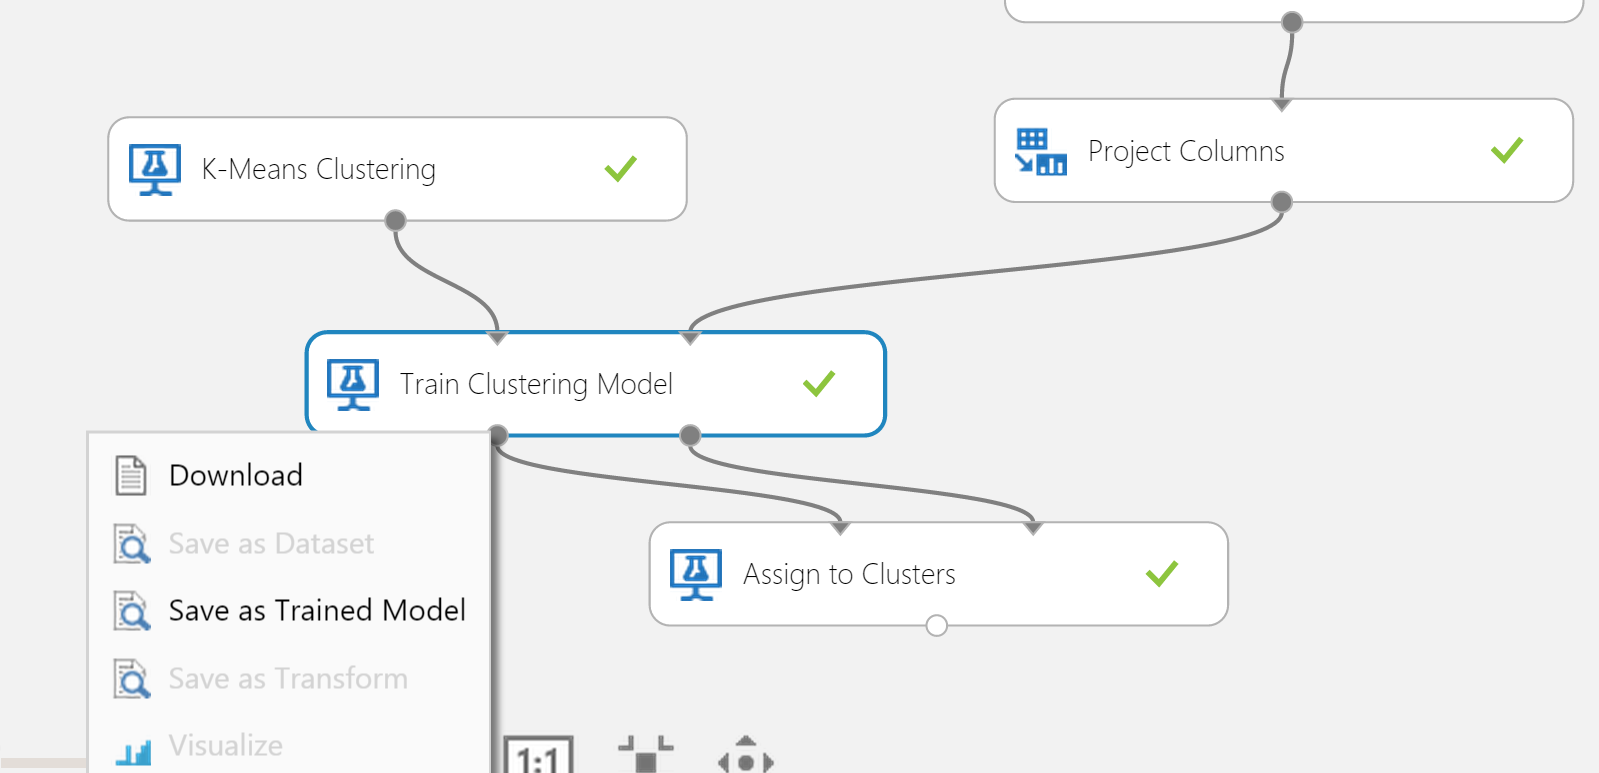 K-Means Clustering
Project Columns
Train Clustering Model
Download
Save as Dataset
Save as Trained Model
Save as Transform
Visualize
Assign to Clusters
1:1